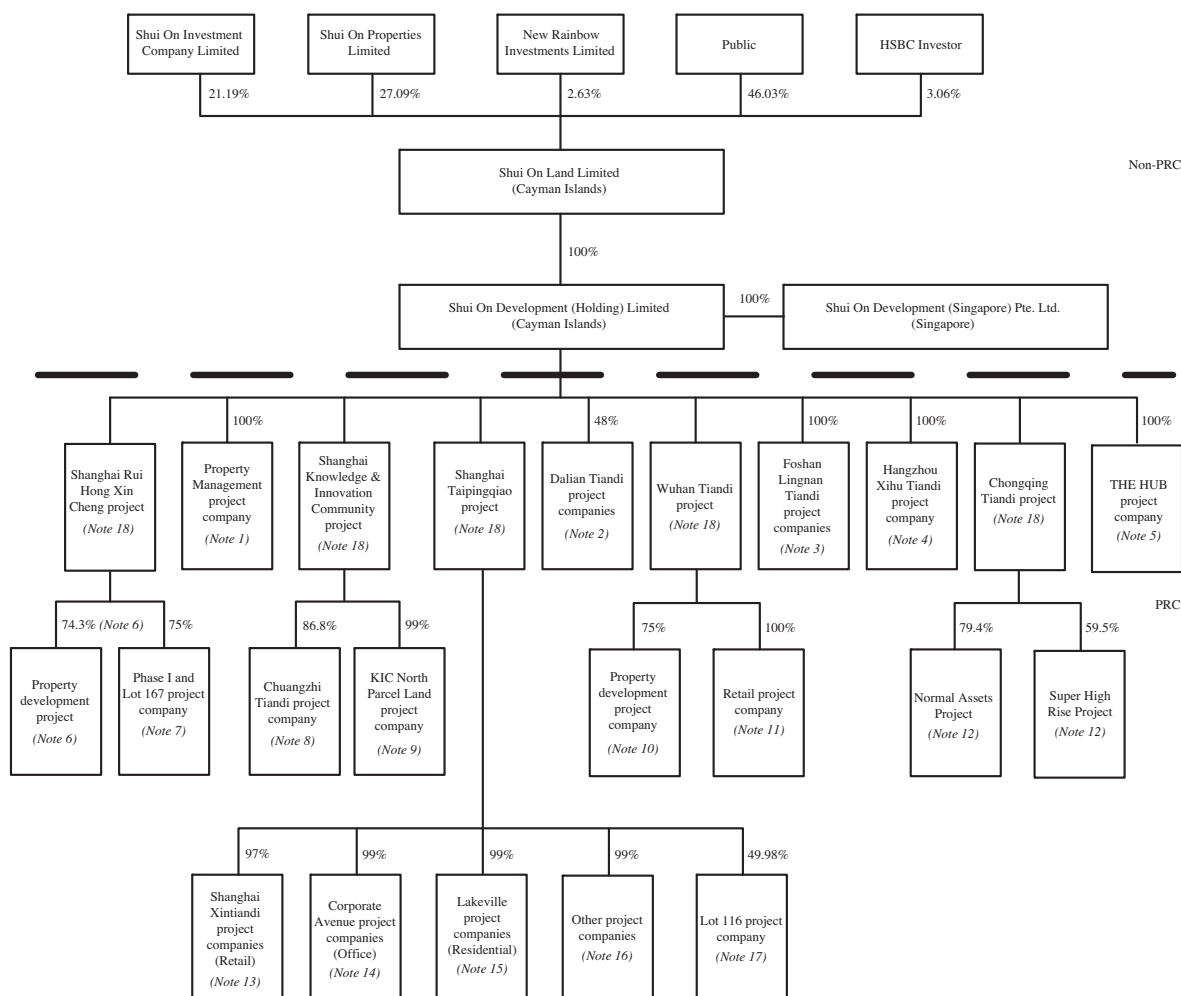 Shui On Investment
Company Limited
Shui On Properties
Limited
New Rainbow
Investments Limited
Public
HSBC Investor
21.19%
27.09%
2.63%
46.03%
3.06%
Shui On Land Limited
(Cayman Islands)
Non-PRC
100%
Shui On Development (Holding) Limited
(Cayman Islands)
100%
Shui On Development (Singapore) Pte. Ltd.
(Singapore)
100%
48%
100%
100%
100%
Shanghai Rui
Hong Xin
Cheng project
(Note 18)
Property
Management
project
company
(Note 1)
Shanghai
Knowledge &
Innovation
Community
project
(Note 18)
Shanghai
Taipingqiao
project
(Note 18)
Dalian Tiandi
project
companies
(Note 2)
Wuhan Tiandi
project
(Note 18)
Foshan
Lingnan
Tiandi
project
companies
(Note 3)
Hangzhou
Xihu Tiandi
project
company
(Note 4)
Chongqing
Tiandi project
(Note 18)
THE HUB
project
company
(Note 5)
PRC
74.3% (Note 6)
75%
86.8%
99%
75%
100%
79.4%
59.5%
Property
development
project
(Note 6)
Phase I and
Lot 167 project
company
(Note 7)
Chuangzhi
Tiandi project
company
(Note 8)
KIC North
Parcel Land
project
company
(Note 9)
Property
development
project
company
(Note 10)
Retail project
company
(Note 11)
Normal Assets
Project
(Note 12)
Super High
Rise Project
(Note 12)
97%
99%
99%
99%
49.98%
Shanghai
Xintiandi
project
companies
(Retail)
(Note 13)
Corporate
Avenue project
companies
(Office)
(Note 14)
Lakeville
project
companies
(Residential)
(Note 15)
Other project
companies
(Note 16)
Lot 116 project
company
(Note 17)